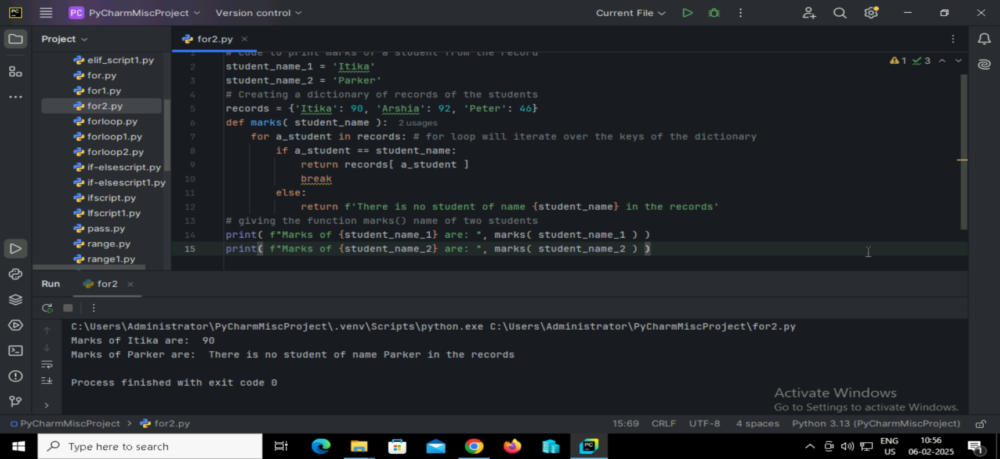 PC
PC PyCharmMiscProject Version control Current File
Project for2.py
elif_script1.py
for.py
for1.py
for2.py
forloop.py
forloop1.py
forloop2.py
if-elsescript.py
if-elsescript1.py
ifscript.py
Ifscript1.py
pass.py
range.py
range1.py
1 # code to print marks of a student from the record
2 student_name_1 = 'Itika'
3 student_name_2 = 'Parker'
4 # Creating a dictionary of records of the students
5 records = {'Itika': 90, 'Arshia': 92, 'Peter': 46}
6 def marks( student_name ): 2 usages
7 for a_student in records: # for loop will iterate over the keys of the dictionary
8 if a_student == student_name:
9 return records[ a_student ]
10 break
11 else:
12 return f'There is no student of name {student_name} in the records'
13 # giving the function marks() name of two students
14 print( f"Marks of {student_name_1} are: ", marks( student_name_1 ) )
15 print( f"Marks of {student_name_2} are: ", marks( student_name_2 ) )
1 3
Run for2
C:\Users\Administrator\PyCharmMiscProject\.venv\Scripts\python.exe C:\Users\Administrator\PyCharmMiscProject\for2.py
Marks of Itika are:  90
Marks of Parker are:  There is no student of name Parker in the records
Process finished with exit code 0
Activate Windows
Go to Settings to activate Windows.
PyCharmMiscProject > for2.py 15:69 CRLF UTF-8 4 spaces Python 3.13 (PyCharmMiscProject)
Type here to search
PC
ENG
US
10:56
06-02-2025
1